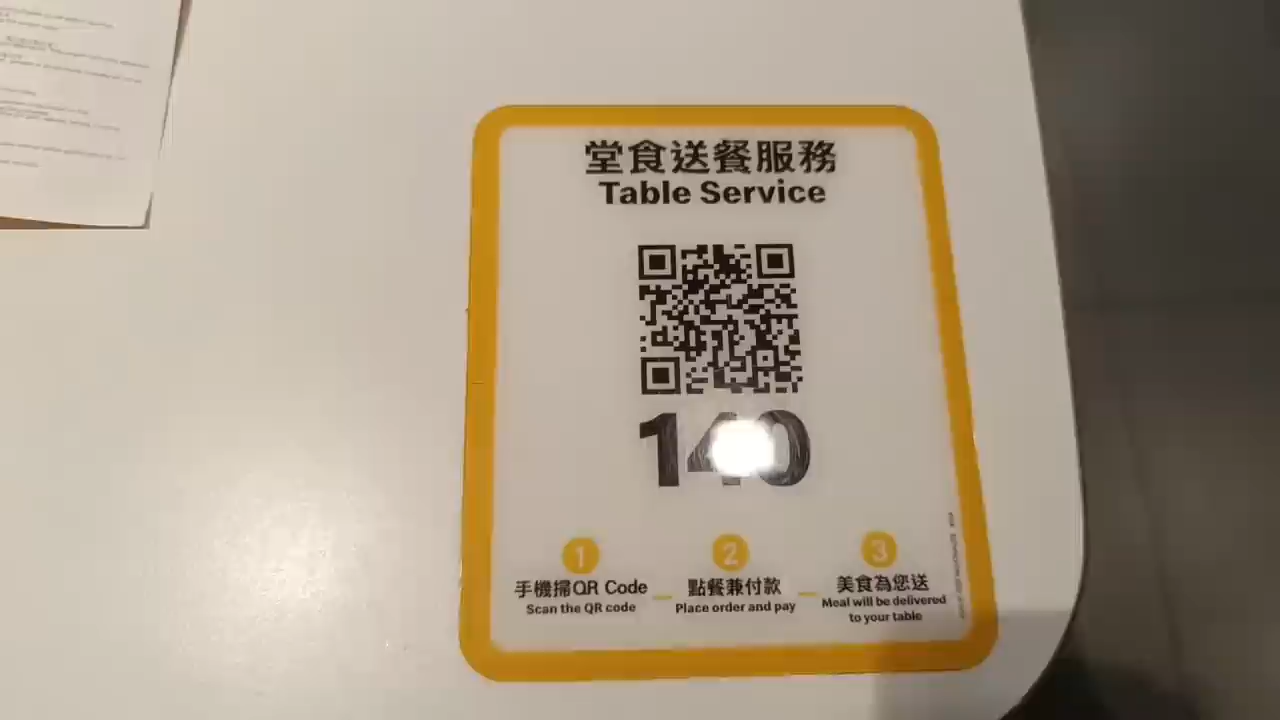 堂食送餐服務
Table Service
140
1
手機掃QR Code
Scan the QR code
2
點餐兼付款
Place order and pay
3
美食為您送
Meal will be delivered
to your table